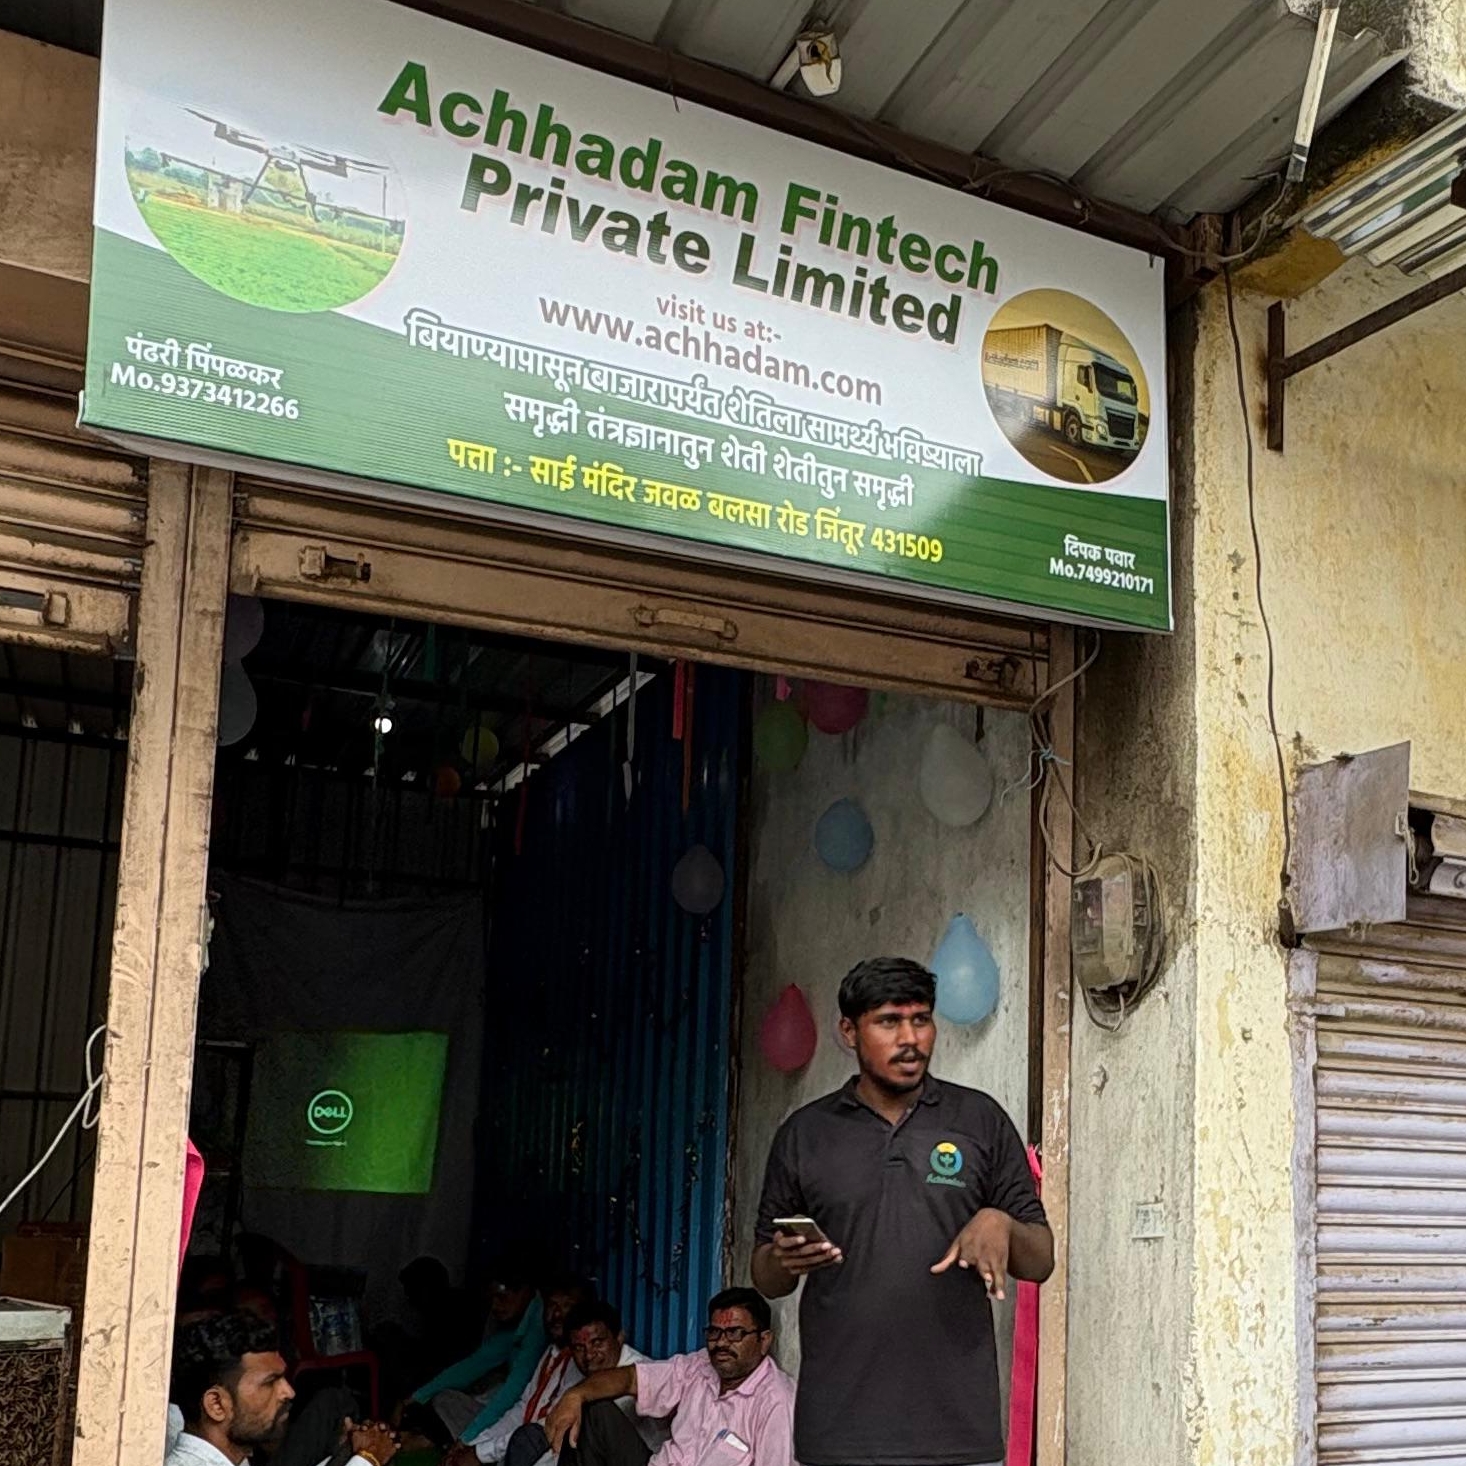 Achhadam Fintech
Private Limited
visit us at:-
www.achhadam.com
बियाण्यापासून बाजारापर्यंत शेतिला सामर्थ्य भविष्याला
समृद्धी तंत्रज्ञानातुन शेती शेतीतुन समृद्धी
पत्ता :- साई मंदिर जवळ बलसा रोड जिंतूर 431509
पंढरी पिंपळकर
Mo.9373412266
दिपक पवार
Mo.7499210171
DELL